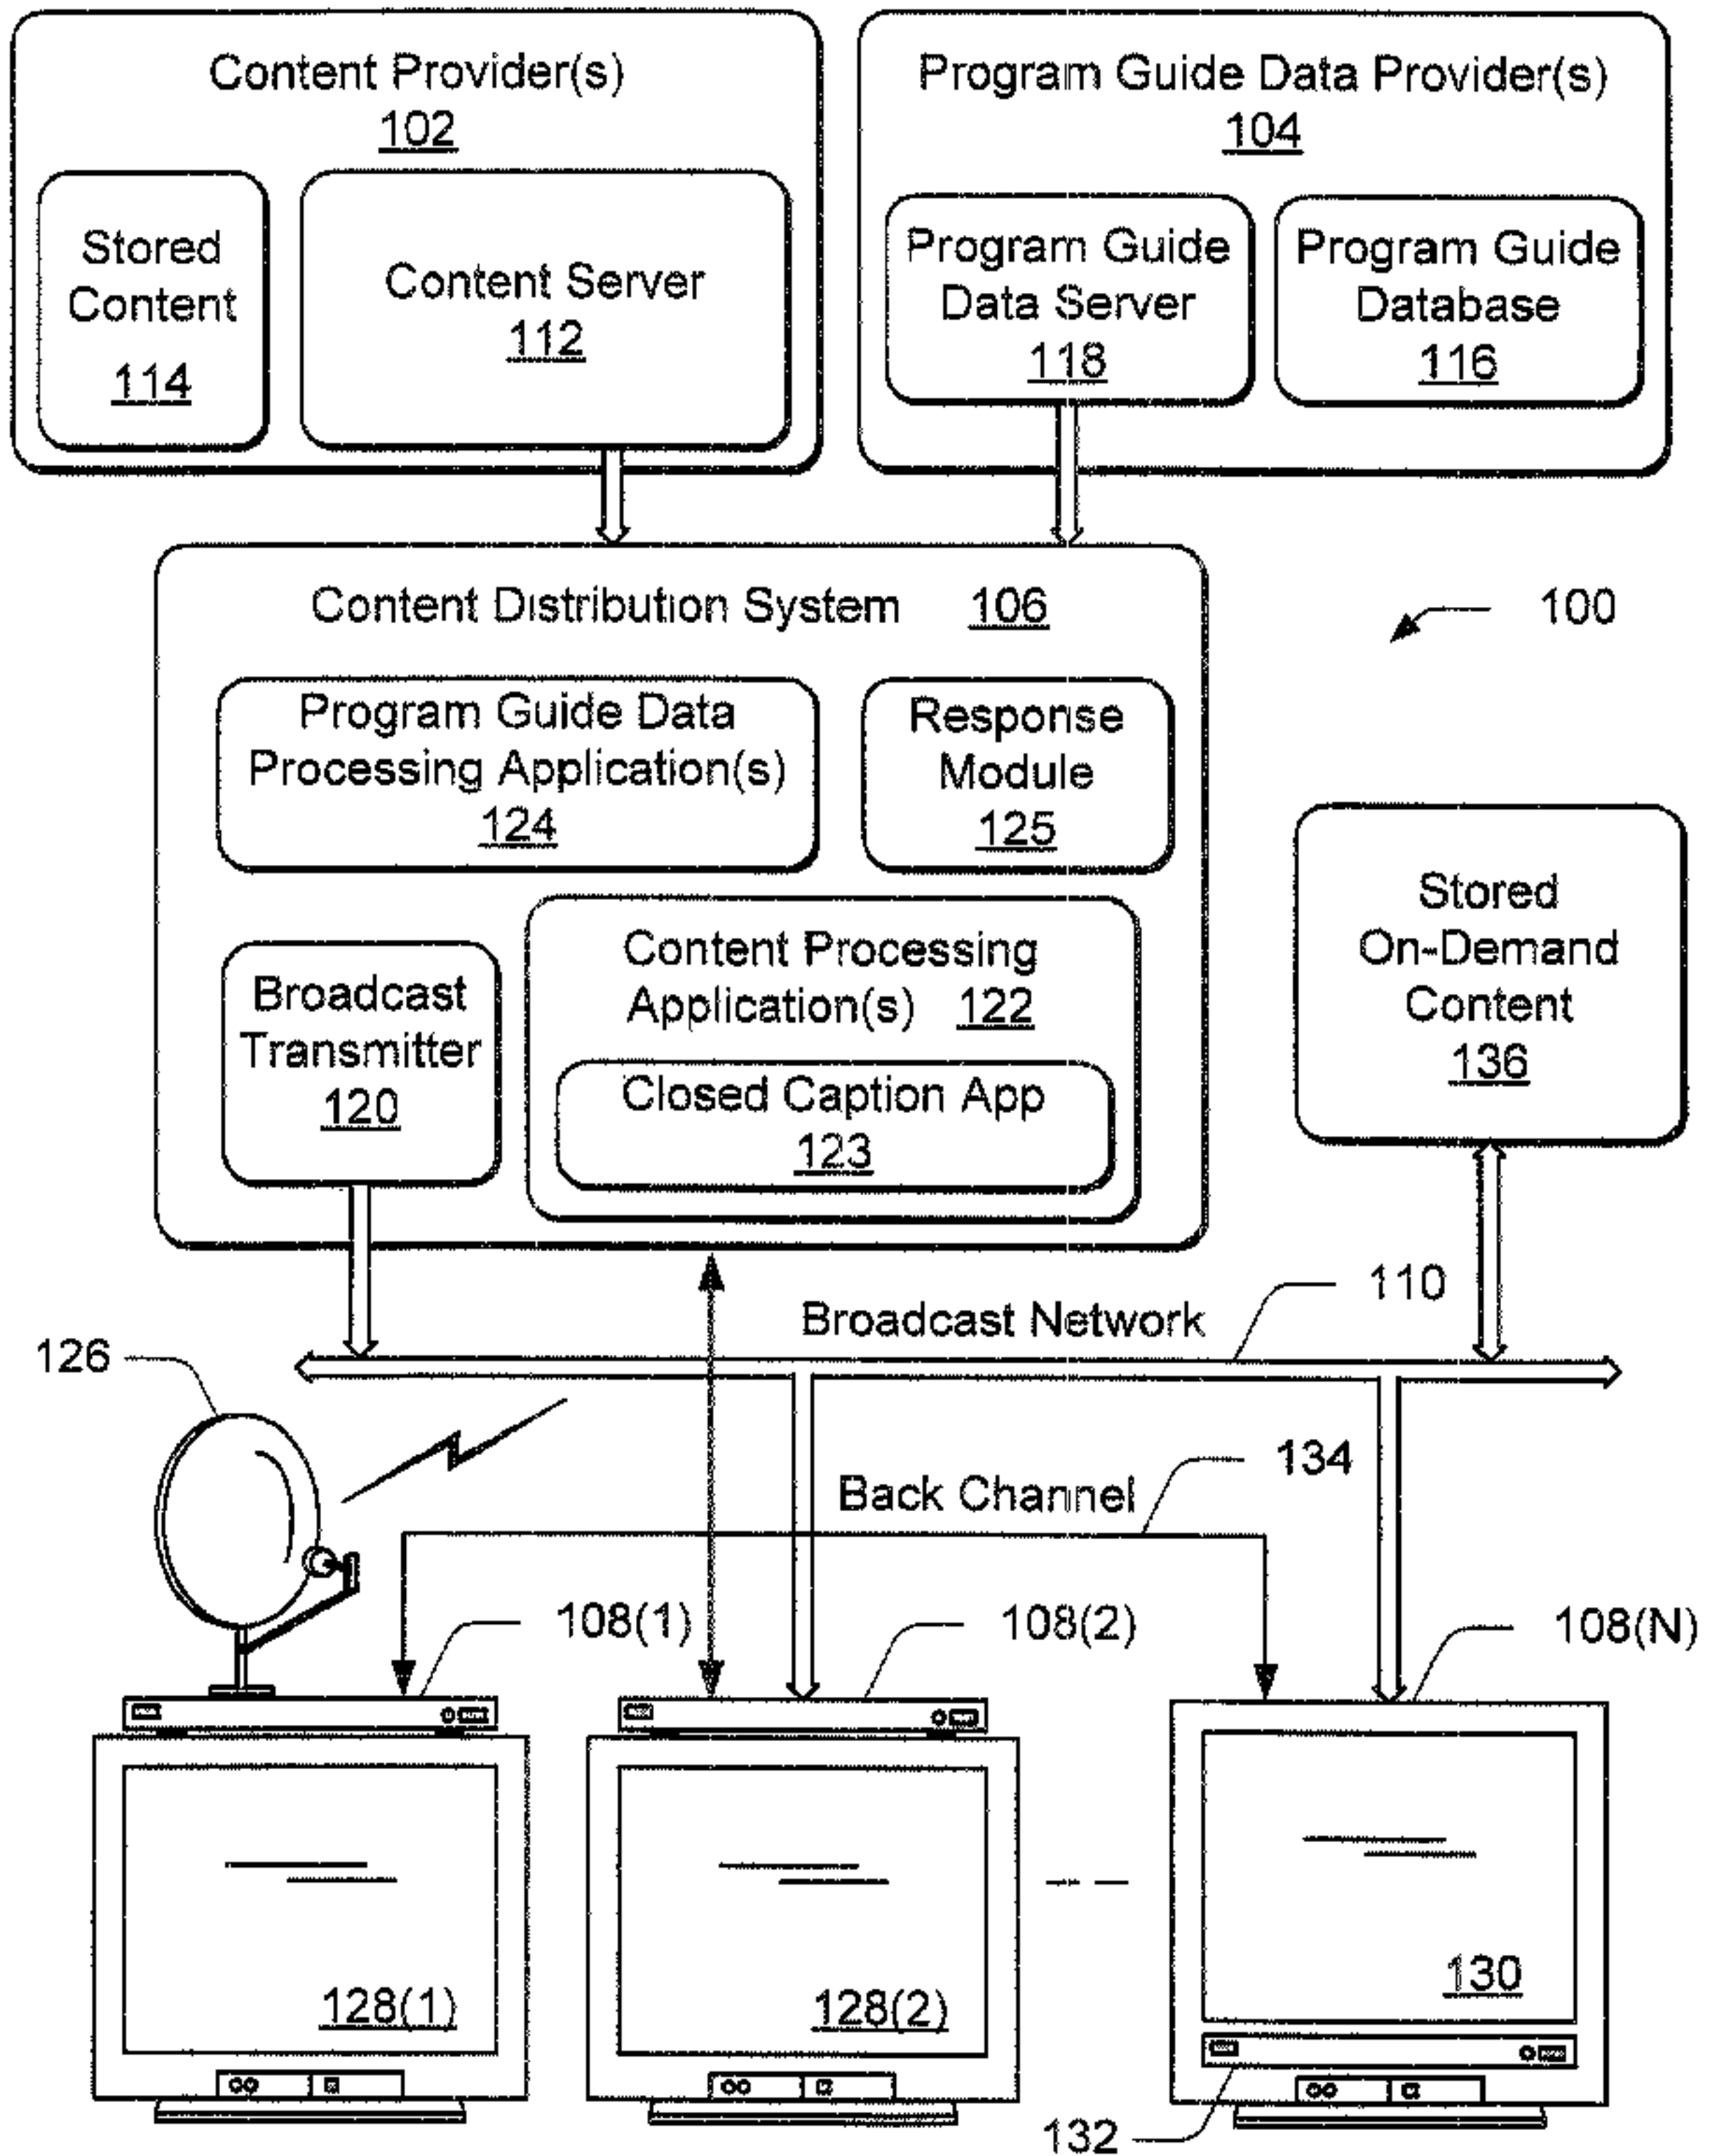 Content Provider(s)
102
Stored
Content
114
Content Server
112
Program Guide Data Provider(s)
104
Program Guide
Data Server
118
Program Guide
Database
116
Content Distribution System 106
100
Program Guide Data
Processing Application(s)
124
Response
Module
125
Broadcast
Transmitter
120
Content Processing
Application(s) 122
Closed Caption App
123
Stored
On-Demand
Content
136
110
Broadcast Network
126
134
Back Channel
108(1)
108(2)
108(N)
128(1)
128(2)
130
132